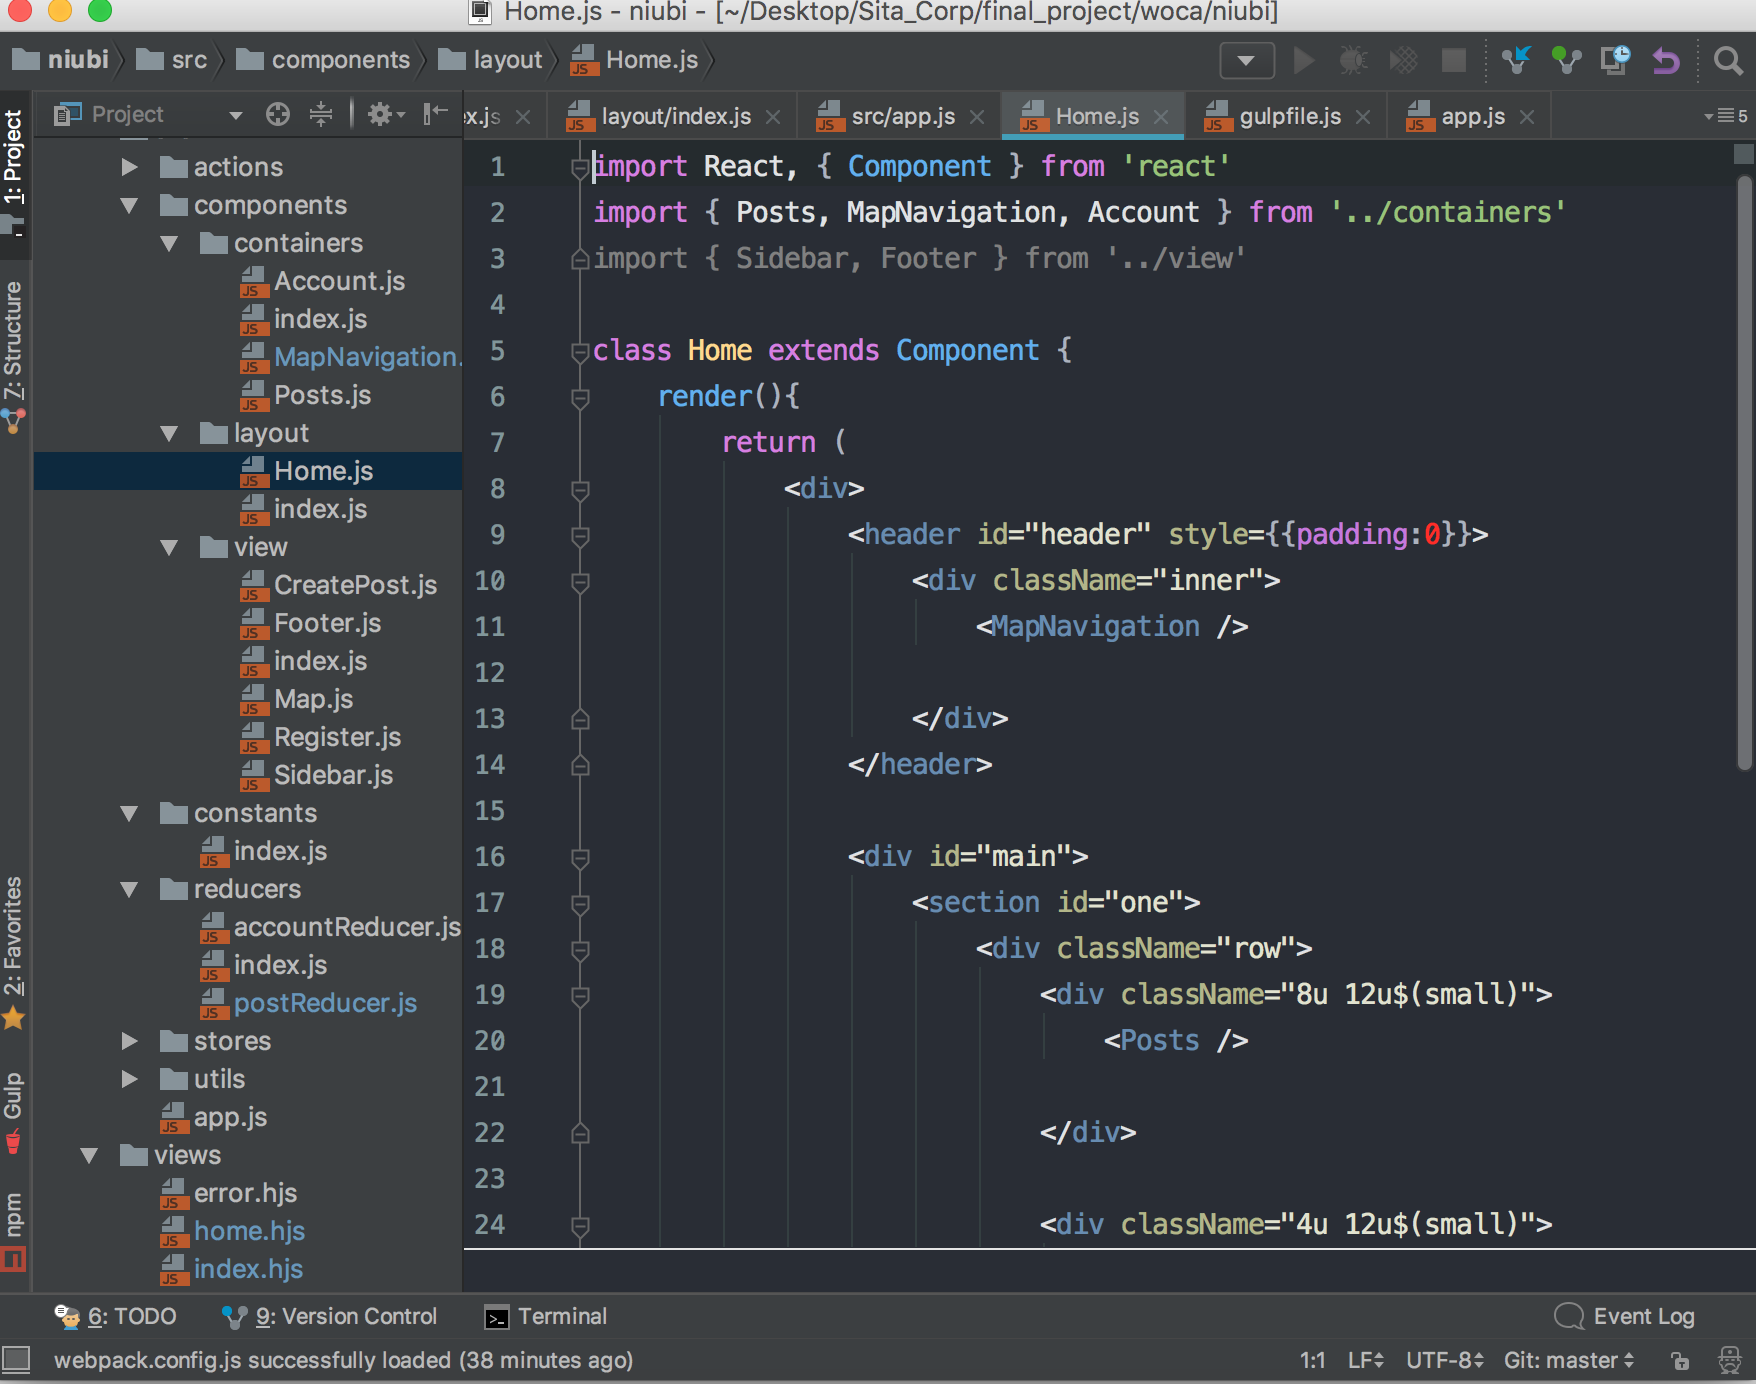 Home.js - niubi - [~/Desktop/Sita_Corp/final_project/woca/niubi]
niubi src components layout Home.js
Project
x.js layout/index.js src/app.js Home.js gulpfile.js app.js 5
1: Project
7: Structure
2: Favorites
Gulp
npm
actions
components
containers
Account.js
index.js
MapNavigation.
Posts.js
layout
Home.js
index.js
view
CreatePost.js
Footer.js
index.js
Map.js
Register.js
Sidebar.js
constants
index.js
reducers
accountReducer.js
index.js
postReducer.js
stores
utils
app.js
views
error.hjs
home.hjs
index.hjs
1 import React, { Component } from 'react'
2 import { Posts, MapNavigation, Account } from '../containers'
3 import { Sidebar, Footer } from '../view'
4
5 class Home extends Component {
6 render(){
7 return (
8 <div>
9 <header id="header" style={{padding:0}}>
10 <div className="inner">
11 <MapNavigation />
12
13 </div>
14 </header>
15
16 <div id="main">
17 <section id="one">
18 <div className="row">
19 <div className="8u 12u$(small)">
20 <Posts />
21
22 </div>
23
24 <div className="4u 12u$(small)">
6: TODO 9: Version Control Terminal Event Log
webpack.config.js successfully loaded (38 minutes ago) 1:1 LF UTF-8 Git: master